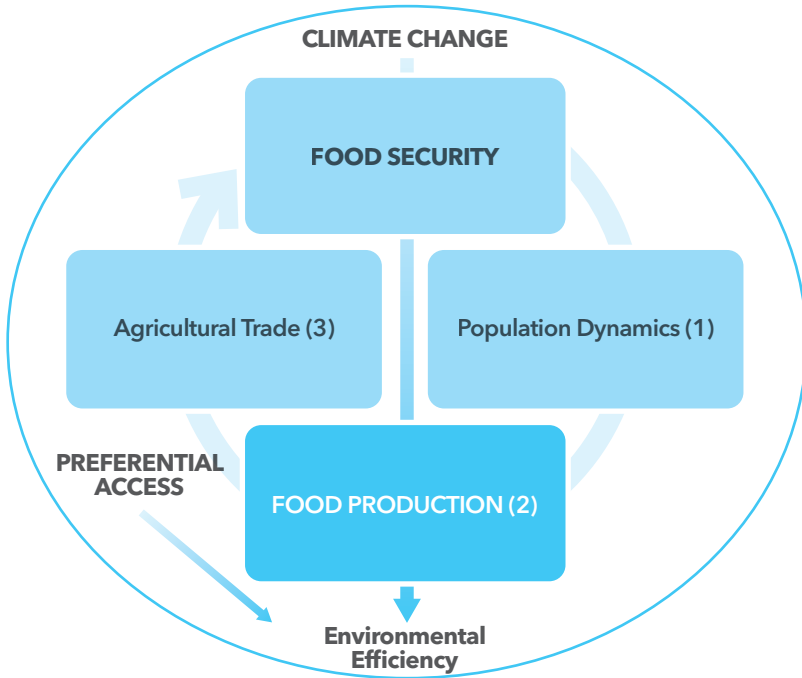 CLIMATE CHANGE
FOOD SECURITY
Agricultural Trade (3)
Population Dynamics (1)
PREFERENTIAL
ACCESS
FOOD PRODUCTION (2)
Environmental
Efficiency